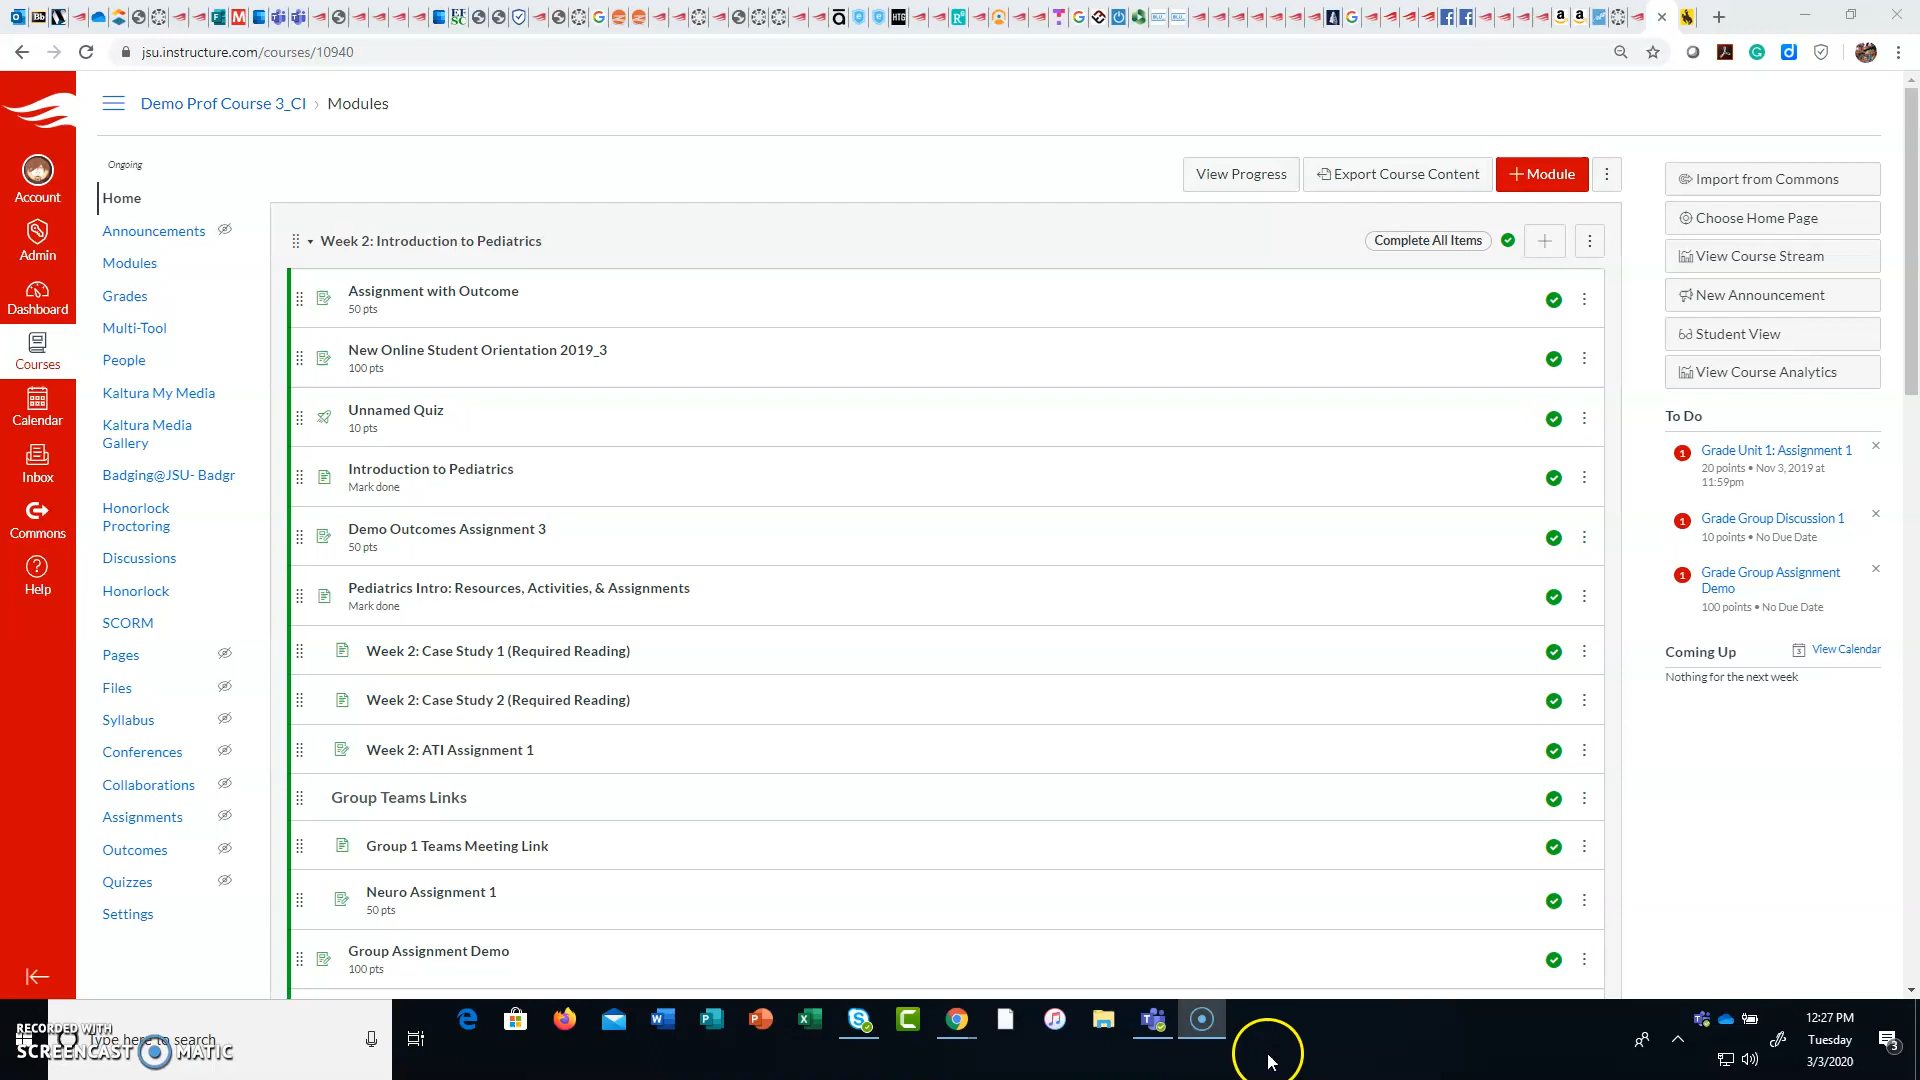 jsu.instructure.com/courses/10940
Demo Prof Course 3_CI › Modules
Account
Admin
Dashboard
Courses
Calendar
Inbox
Commons
Help
Ongoing
Home
Announcements
Modules
Grades
Multi-Tool
People
Kaltura My Media
Kaltura Media
Gallery
Badging@JSU- Badgr
Honorlock
Proctoring
Discussions
Honorlock
SCORM
Pages
Files
Syllabus
Conferences
Collaborations
Assignments
Outcomes
Quizzes
Settings
View Progress
Export Course Content
+ Module
Week 2: Introduction to Pediatrics
Complete All Items
Assignment with Outcome
50 pts
New Online Student Orientation 2019_3
100 pts
Unnamed Quiz
10 pts
Introduction to Pediatrics
Mark done
Demo Outcomes Assignment 3
50 pts
Pediatrics Intro: Resources, Activities, & Assignments
Mark done
Week 2: Case Study 1 (Required Reading)
Week 2: Case Study 2 (Required Reading)
Week 2: ATI Assignment 1
Group Teams Links
Group 1 Teams Meeting Link
Neuro Assignment 1
50 pts
Group Assignment Demo
100 pts
Import from Commons
Choose Home Page
View Course Stream
New Announcement
Student View
View Course Analytics
To Do
1 Grade Unit 1: Assignment 1
20 points • Nov 3, 2019 at
11:59pm
1 Grade Group Discussion 1
10 points • No Due Date
1 Grade Group Assignment
Demo
100 points • No Due Date
Coming Up
View Calendar
Nothing for the next week
RECORDED WITH
SCREENCAST MATIC
Type here to search
12:27 PM
Tuesday
3/3/2020
3